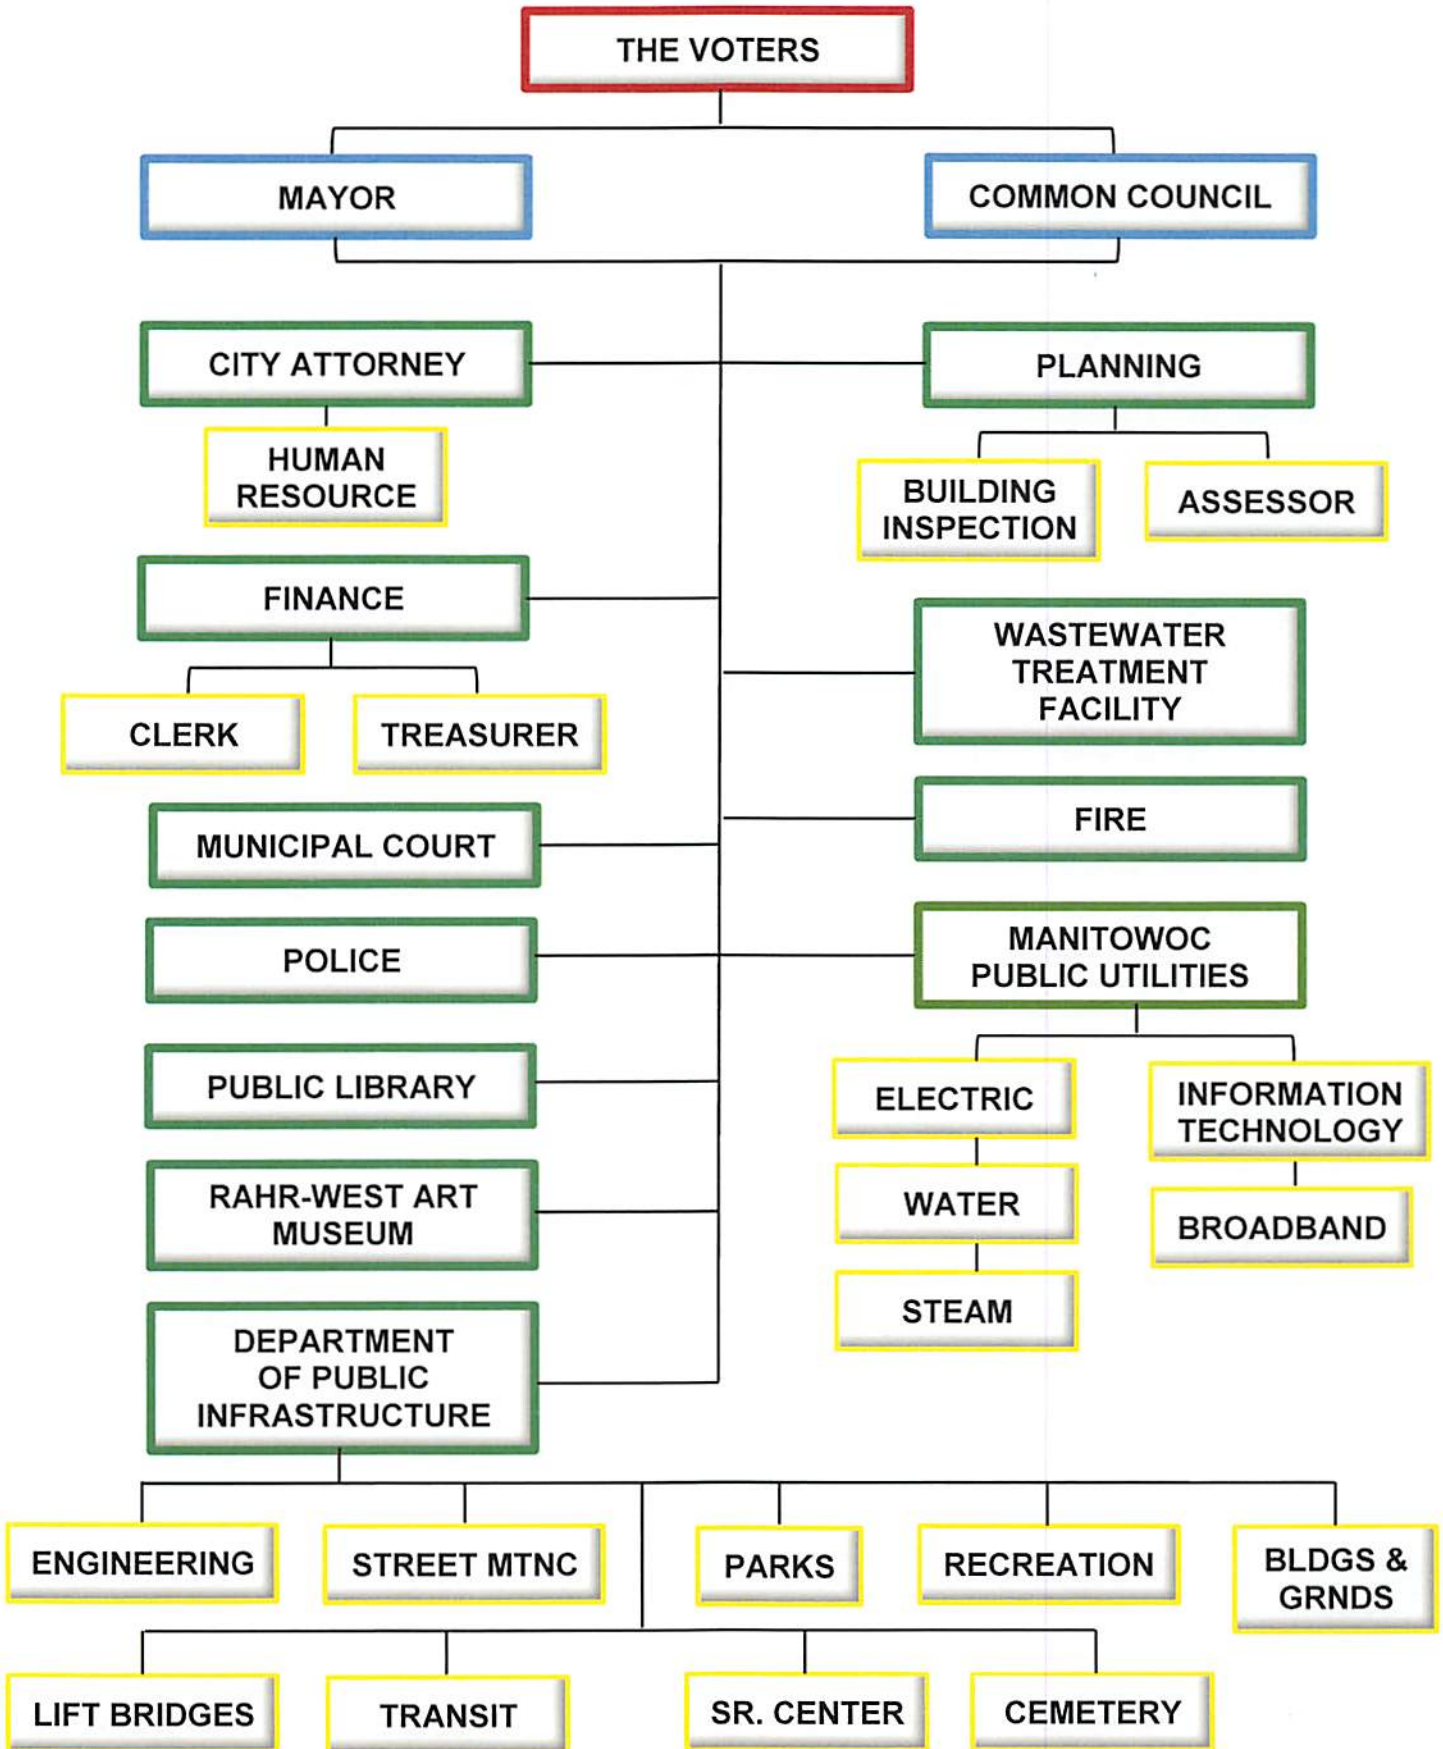 THE VOTERS
MAYOR
COMMON COUNCIL
CITY ATTORNEY
PLANNING
HUMAN
RESOURCE
BUILDING
INSPECTION
ASSESSOR
FINANCE
WASTEWATER
TREATMENT
FACILITY
CLERK
TREASURER
FIRE
MUNICIPAL COURT
POLICE
MANITOWOC
PUBLIC UTILITIES
PUBLIC LIBRARY
ELECTRIC
INFORMATION
TECHNOLOGY
RAHR-WEST ART
MUSEUM
WATER
BROADBAND
STEAM
DEPARTMENT
OF PUBLIC
INFRASTRUCTURE
ENGINEERING
STREET MTNC
PARKS
RECREATION
BLDGS &
GRNDS
LIFT BRIDGES
TRANSIT
SR. CENTER
CEMETERY